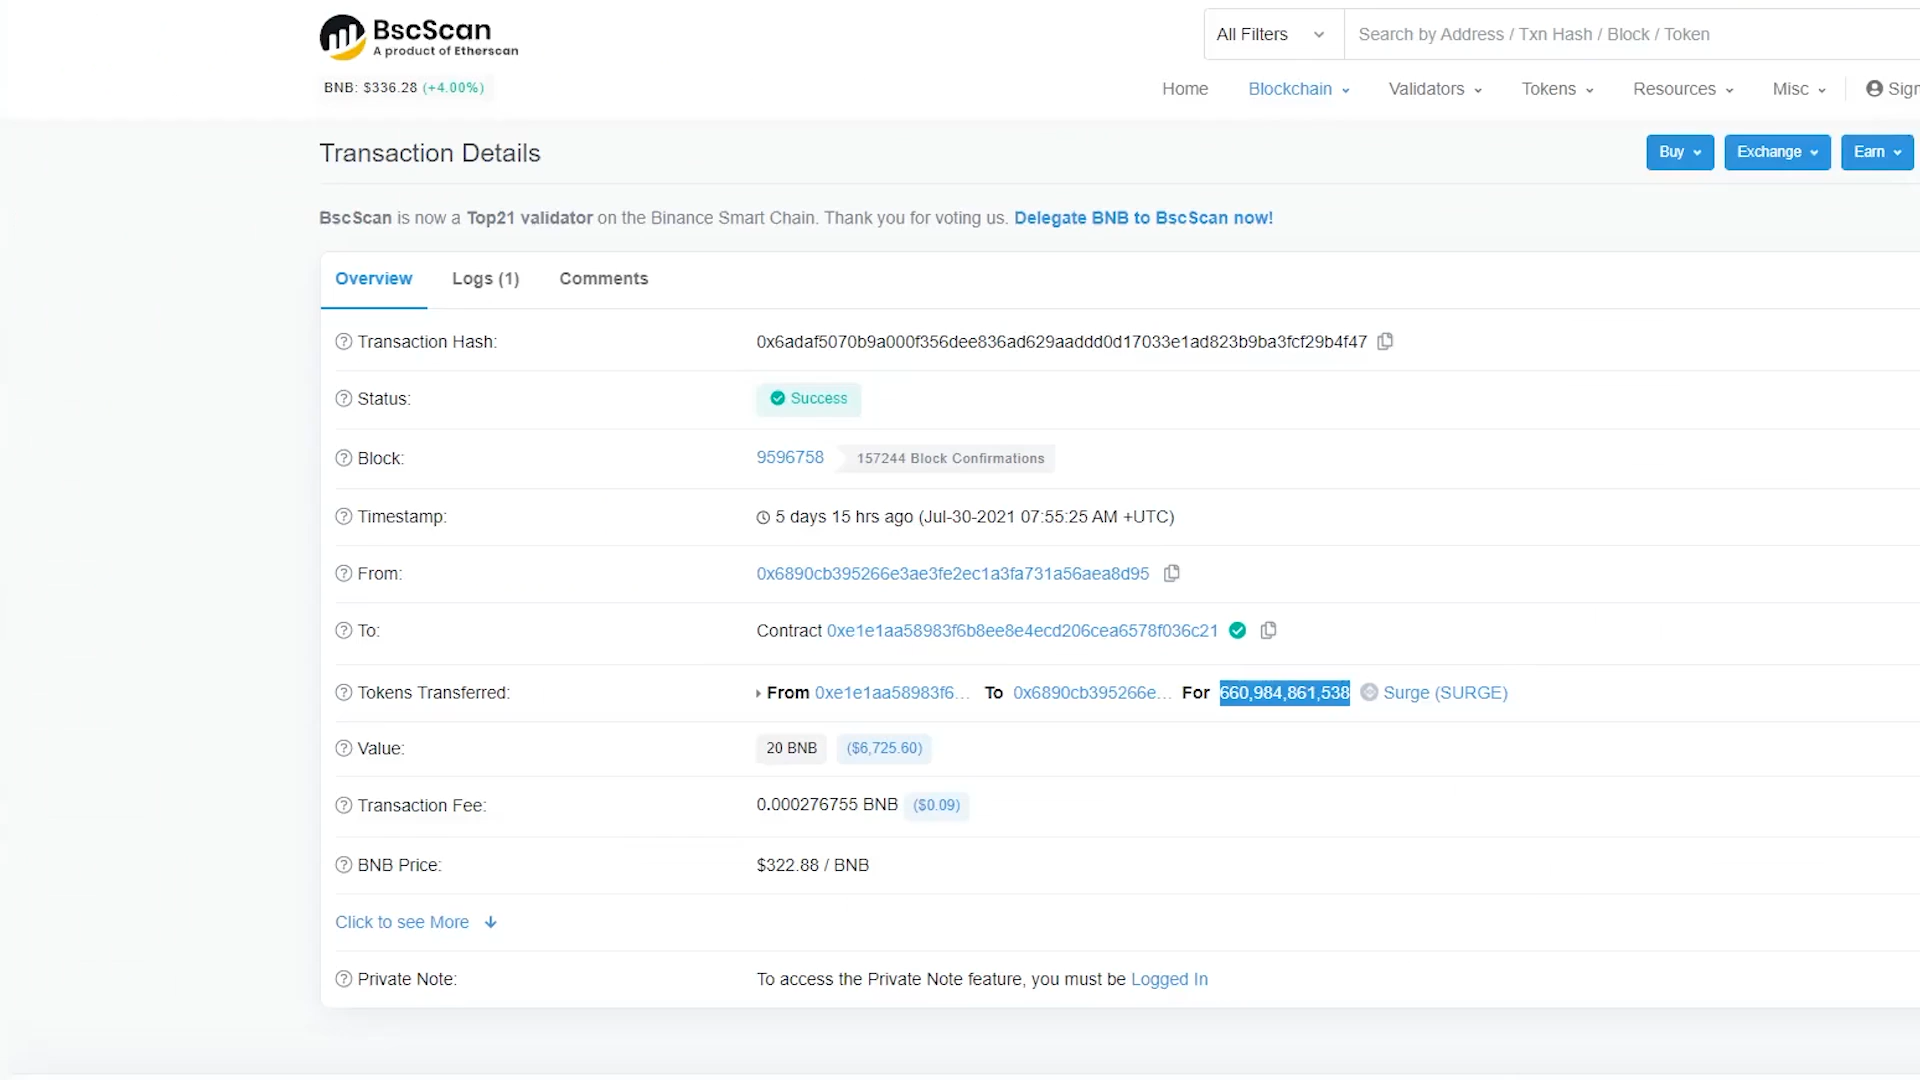 BscScan
A product of Etherscan
All Filters
Search by Address / Txn Hash / Block / Token
BNB: $336.28 (+4.00%)
Home Blockchain Validators Tokens Resources Misc Sign
Transaction Details
Buy Exchange Earn
BscScan is now a Top21 validator on the Binance Smart Chain. Thank you for voting us. Delegate BNB to BscScan now!
Overview Logs (1) Comments
Transaction Hash: 0x6adaf5070b9a000f356dee836ad629aaddd0d17033e1ad823b9ba3fcf29b4f47
Status: Success
Block: 9596758 157244 Block Confirmations
Timestamp: 5 days 15 hrs ago (Jul-30-2021 07:55:25 AM +UTC)
From: 0x6890cb395266e3ae3fe2ec1a3fa731a56aea8d95
To: Contract 0xe1e1aa58983f6b8ee8e4ecd206cea6578f036c21
Tokens Transferred: From 0xe1e1aa58983f6... To 0x6890cb395266e... For 660,984,861,538 Surge (SURGE)
Value: 20 BNB ($6,725.60)
Transaction Fee: 0.000276755 BNB ($0.09)
BNB Price: $322.88 / BNB
Click to see More
Private Note: To access the Private Note feature, you must be Logged In